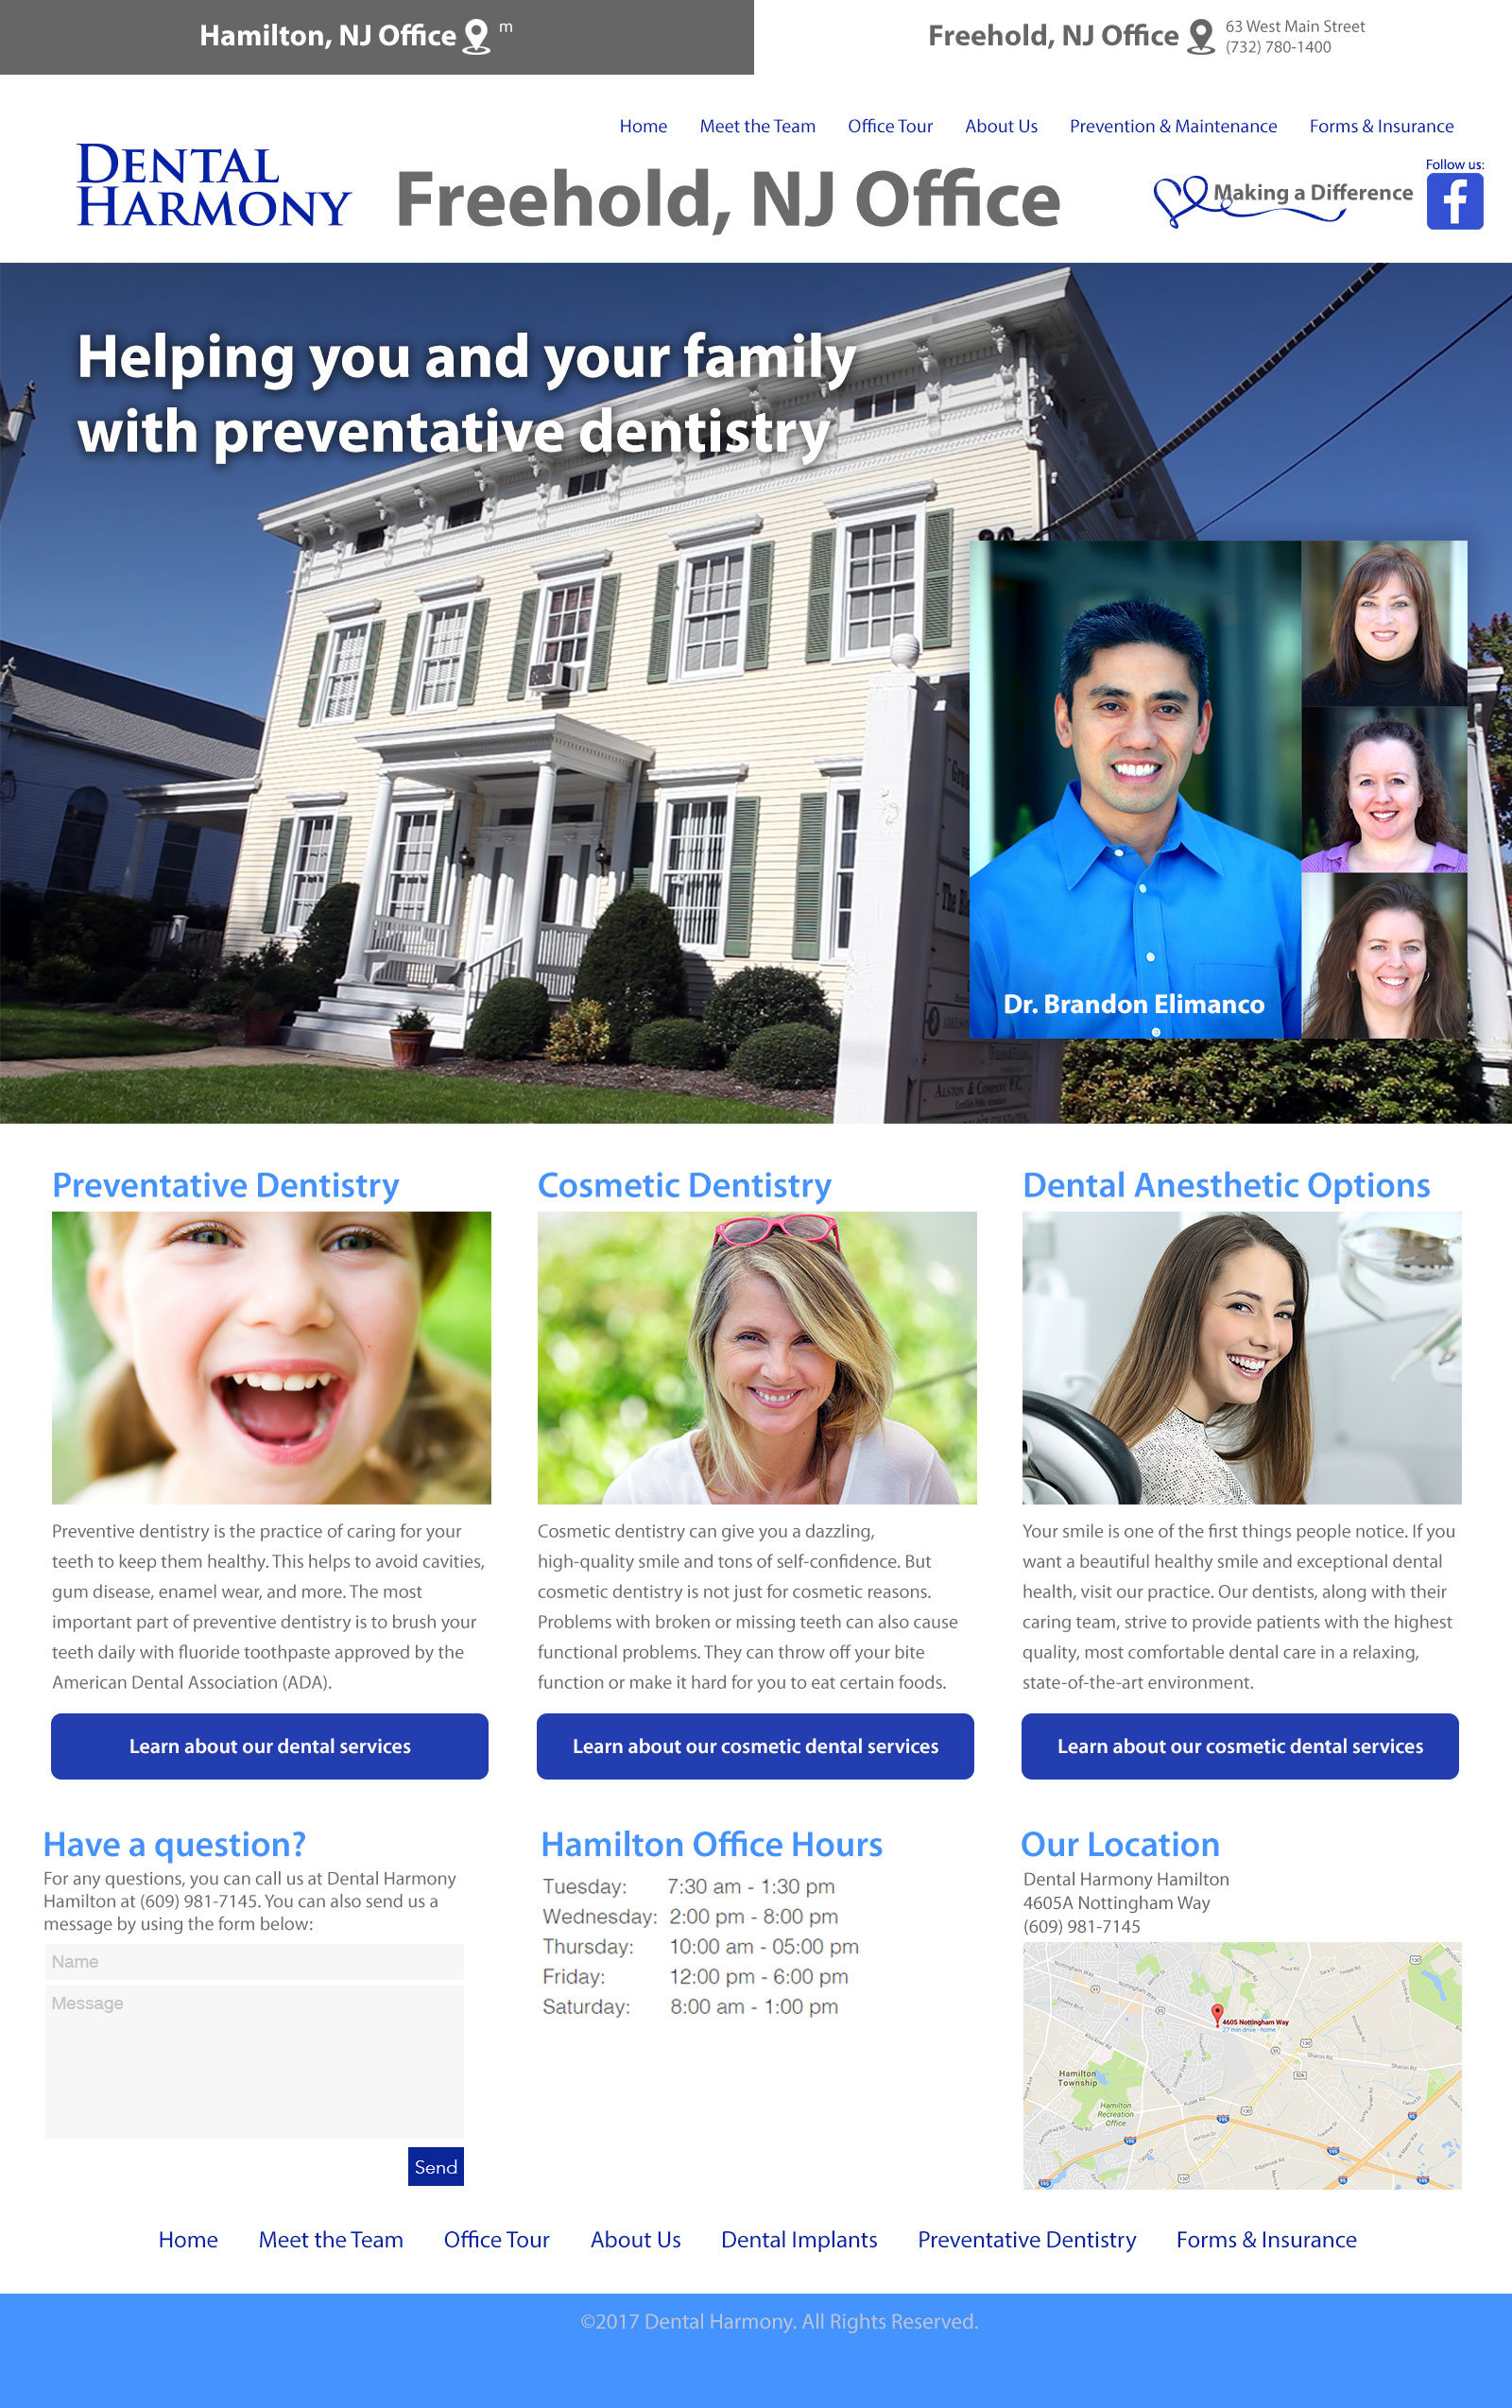 Hamilton, NJ Office
m
Freehold, NJ Office
63 West Main Street
(732) 780-1400
Home Meet the Team Office Tour About Us Prevention & Maintenance Forms & Insurance
DENTAL
HARMONY
Freehold, NJ Office
Making a Difference
Follow us:
Helping you and your family
with preventative dentistry
Dr. Brandon Elimanco
ALSTON & COMPANY P.C.
Preventative Dentistry
Preventive dentistry is the practice of caring for your
teeth to keep them healthy. This helps to avoid cavities,
gum disease, enamel wear, and more. The most
important part of preventive dentistry is to brush your
teeth daily with fluoride toothpaste approved by the
American Dental Association (ADA).
Learn about our dental services
Cosmetic Dentistry
Cosmetic dentistry can give you a dazzling,
high-quality smile and tons of self-confidence. But
cosmetic dentistry is not just for cosmetic reasons.
Problems with broken or missing teeth can also cause
functional problems. They can throw off your bite
function or make it hard for you to eat certain foods.
Learn about our cosmetic dental services
Dental Anesthetic Options
Your smile is one of the first things people notice. If you
want a beautiful healthy smile and exceptional dental
health, visit our practice. Our dentists, along with their
caring team, strive to provide patients with the highest
quality, most comfortable dental care in a relaxing,
state-of-the-art environment.
Learn about our cosmetic dental services
Have a question?
For any questions, you can call us at Dental Harmony
Hamilton at (609) 981-7145. You can also send us a
message by using the form below:
Name
Message
Send
Hamilton Office Hours
Tuesday: 7:30 am - 1:30 pm
Wednesday: 2:00 pm - 8:00 pm
Thursday: 10:00 am - 05:00 pm
Friday: 12:00 pm - 6:00 pm
Saturday: 8:00 am - 1:00 pm
Our Location
Dental Harmony Hamilton
4605A Nottingham Way
(609) 981-7145
4605 Nottingham Way
27 min drive - home
Hamilton
Township
Hamilton
Recreation
Office
Home Meet the Team Office Tour About Us Dental Implants Preventative Dentistry Forms & Insurance
©2017 Dental Harmony. All Rights Reserved.